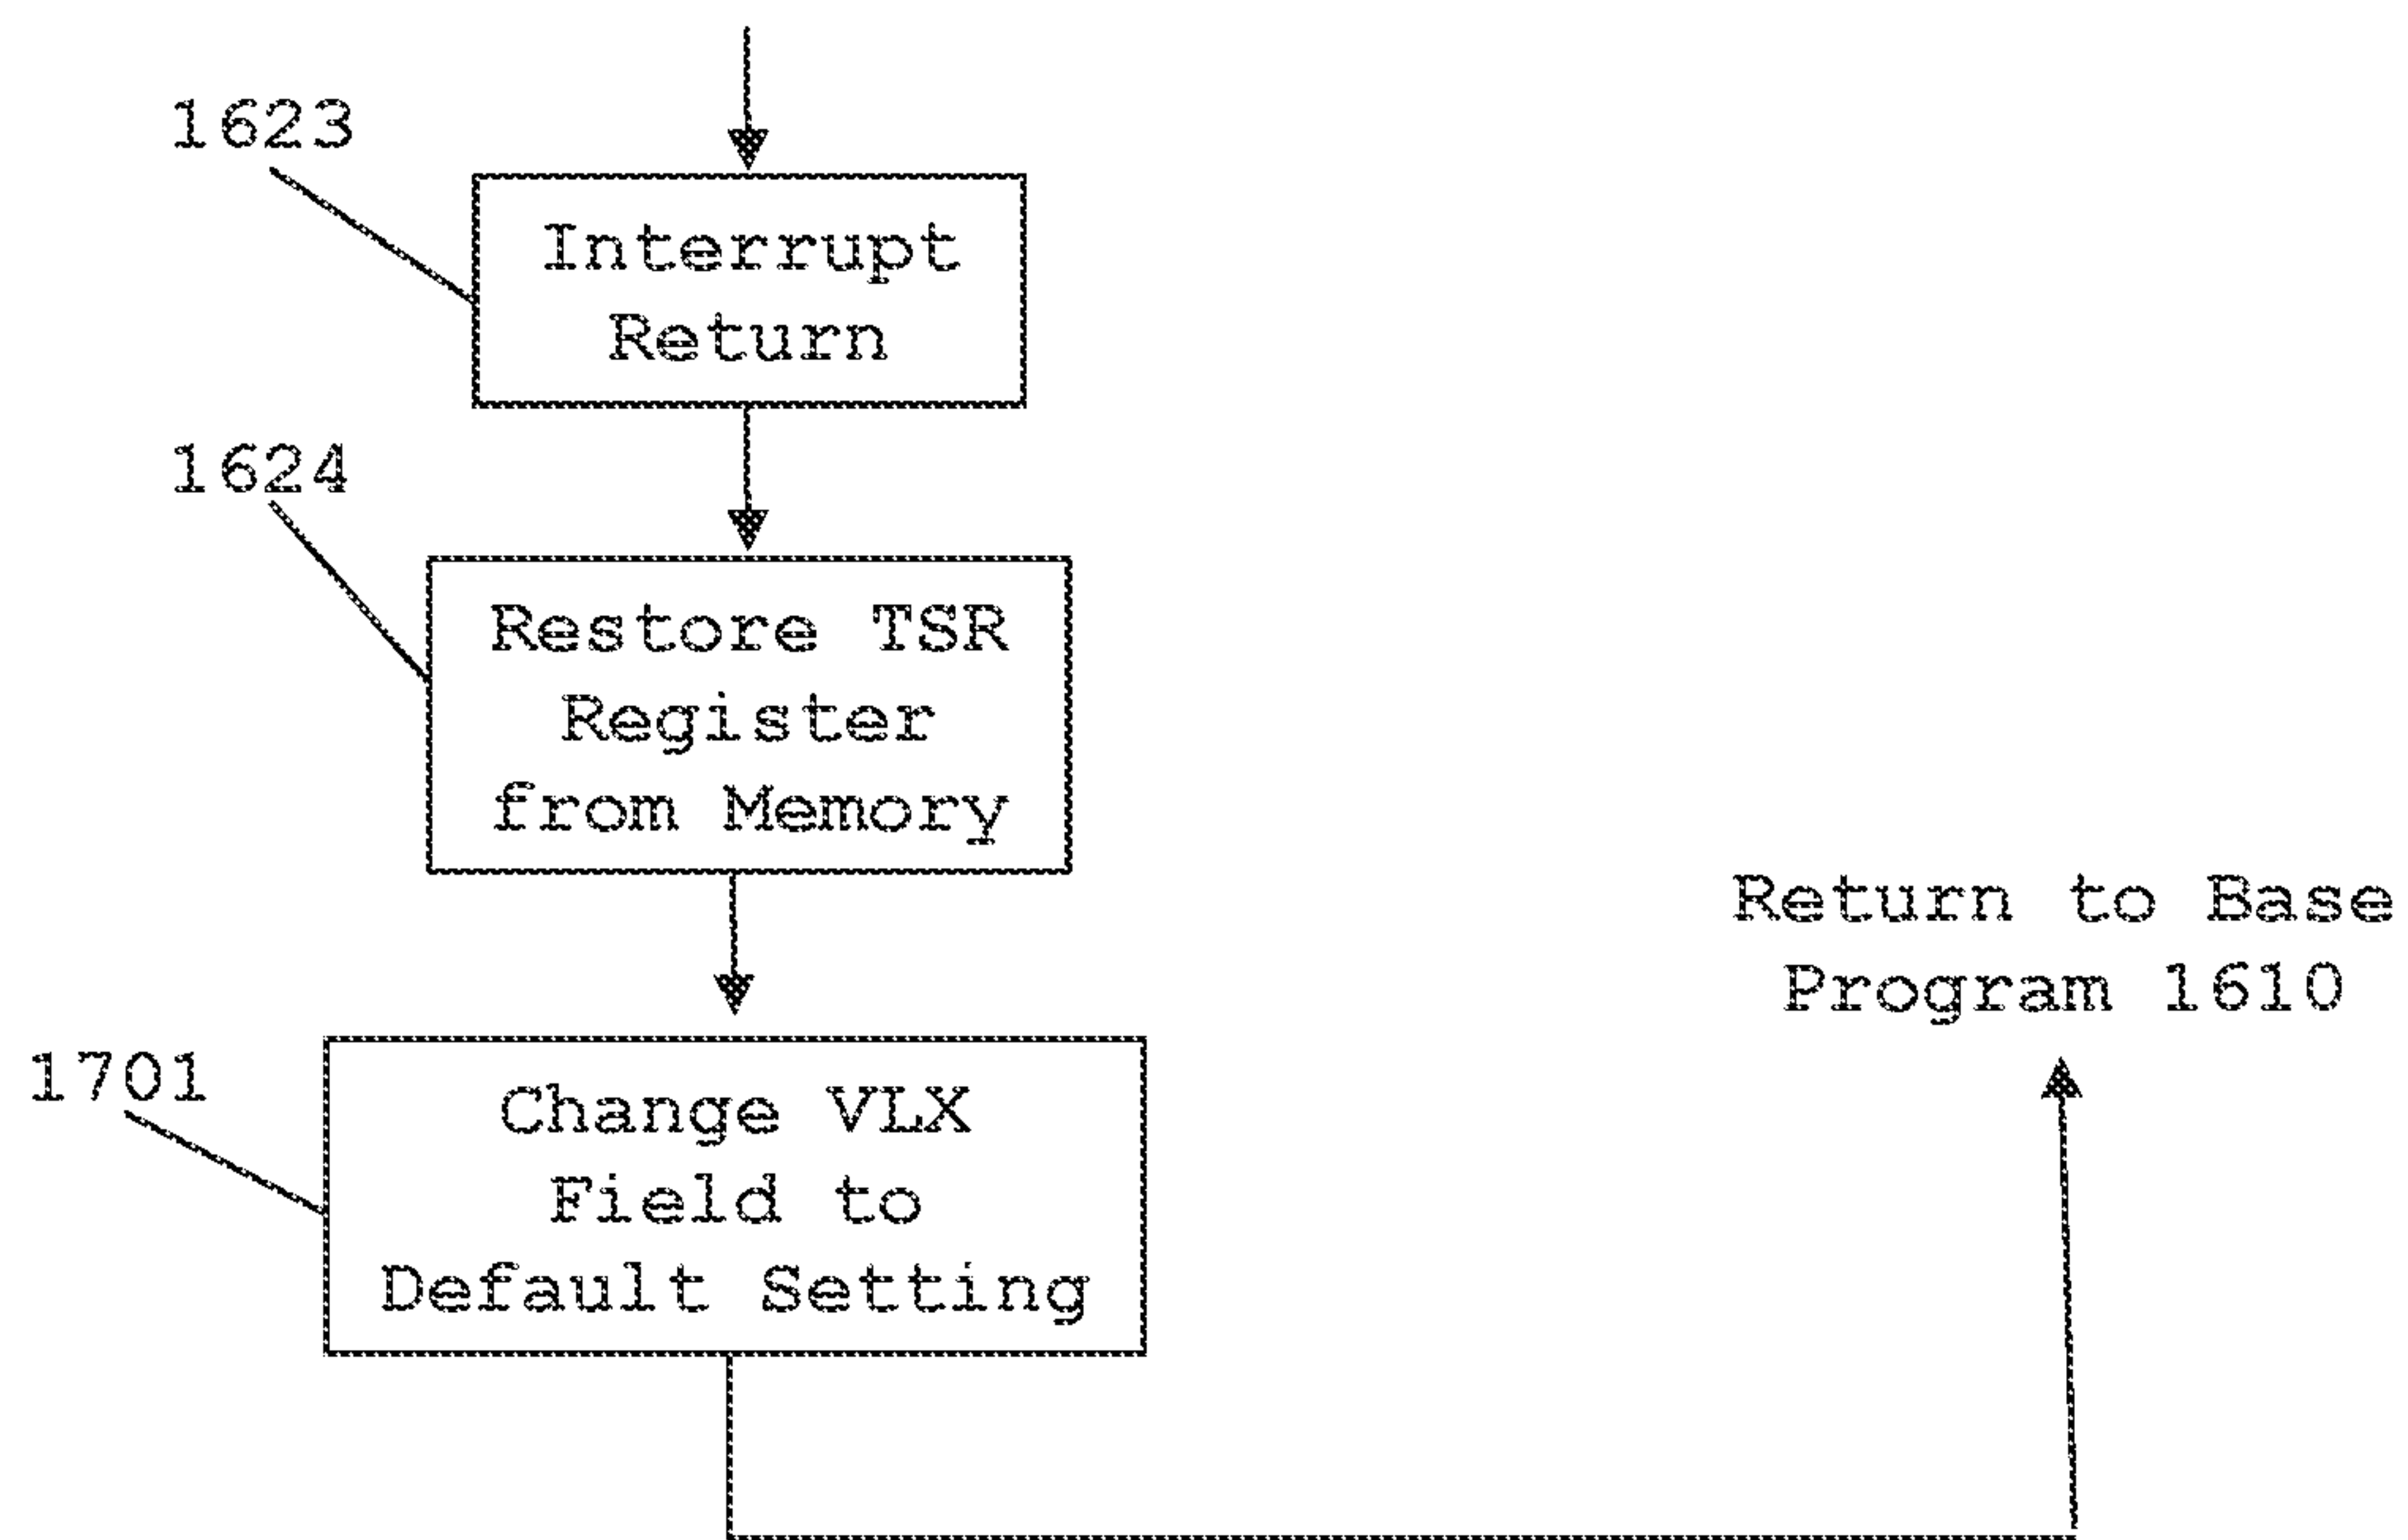 1623
Interrupt
Return
1624
Restore TSR
Register
from Memory
Return to Base
Program 1610
1701
Change VLX
Field to
Default Setting